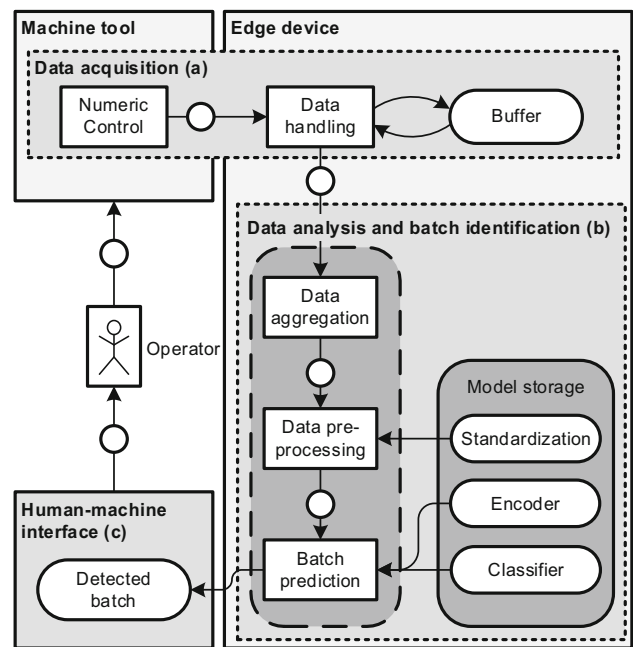 Machine tool
Edge device
Data acquisition (a)
Numeric
Control
Data
handling
Buffer
Data analysis and batch identification (b)
Data
aggregation
Operator
Model storage
Data pre-
processing
Standardization
Encoder
Human-machine
interface (c)
Batch
prediction
Classifier
Detected
batch